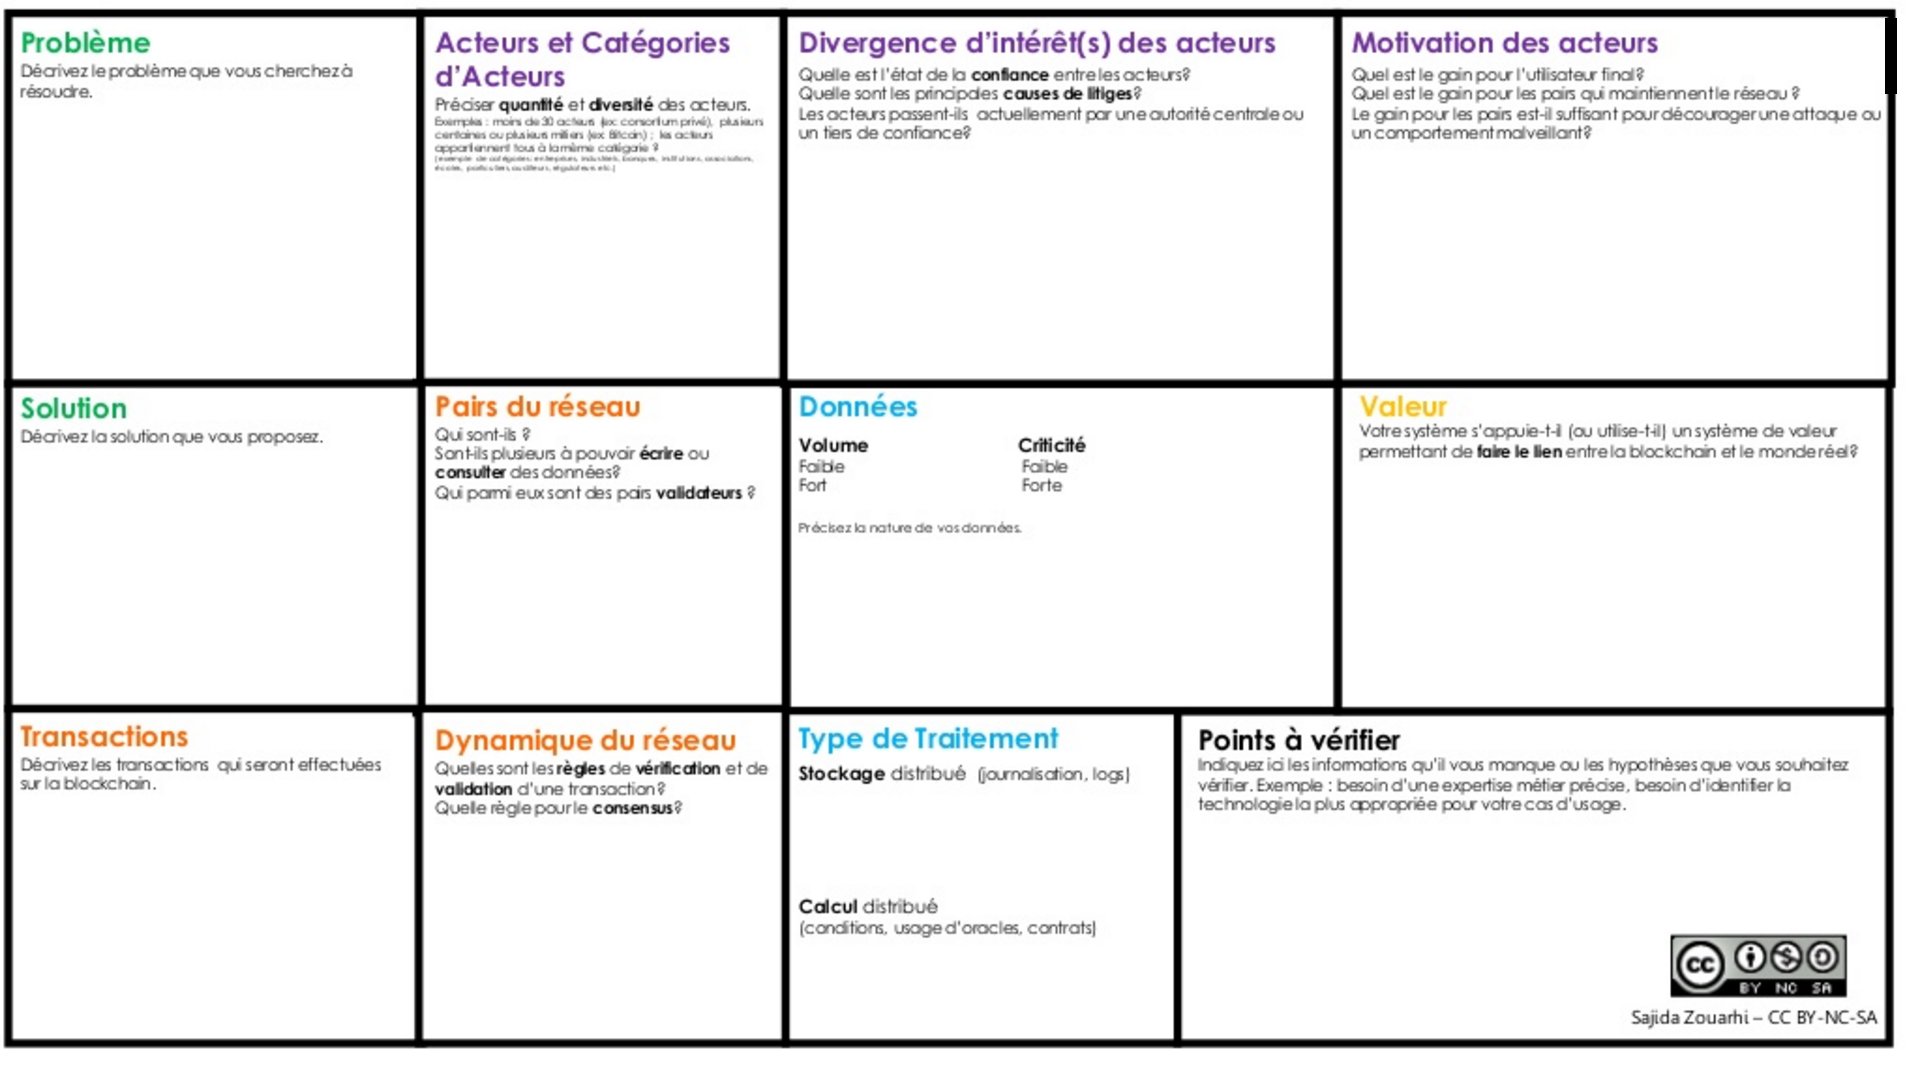 Problème
Décrivez le problème que vous cherchez à
résoudre.
Acteurs et Catégories
d'Acteurs
Préciser quantité et diversité des acteurs.
Exemples : moins de 30 acteurs (ex: consortium privé), plusieurs
centaines ou plusieurs milliers (ex: Bitcoin) ; les acteurs
appartiennent tous à la même catégorie ?
(exemple de catégories: entreprises, industriels, banques, institutions, associations,
écoles, particuliers, auditeurs, régulateurs etc.)
Divergence d'intérêt(s) des acteurs
Quelle est l'état de la confiance entre les acteurs?
Quelle sont les principales causes de litiges?
Les acteurs passent-ils actuellement par une autorité centrale ou
un tiers de confiance?
Motivation des acteurs
Quel est le gain pour l'utilisateur final?
Quel est le gain pour les pairs qui maintiennent le réseau ?
Le gain pour les pairs est-il suffisant pour décourager une attaque ou
un comportement malveillant?
Solution
Décrivez la solution que vous proposez.
Pairs du réseau
Qui sont-ils ?
Sont-ils plusieurs à pouvoir écrire ou
consulter des données?
Qui parmi eux sont des pairs validateurs ?
Données
Volume Criticité
Faible Faible
Fort Forte
Précisez la nature de vos données.
Valeur
Votre système s'appuie-t-il (ou utilise-t-il) un système de valeur
permettant de faire le lien entre la blockchain et le monde réel?
Transactions
Décrivez les transactions qui seront effectuées
sur la blockchain.
Dynamique du réseau
Quelles sont les règles de vérification et de
validation d'une transaction?
Quelle règle pour le consensus?
Type de Traitement
Stockage distribué (journalisation, logs)
Calcul distribué
(conditions, usage d'oracles, contrats)
Points à vérifier
Indiquez ici les informations qu'il vous manque ou les hypothèses que vous souhaitez
vérifier. Exemple : besoin d'une expertise métier précise, besoin d'identifier la
technologie la plus appropriée pour votre cas d'usage.
cc
BY NC SA
Sajida Zouarhi – CC BY-NC-SA